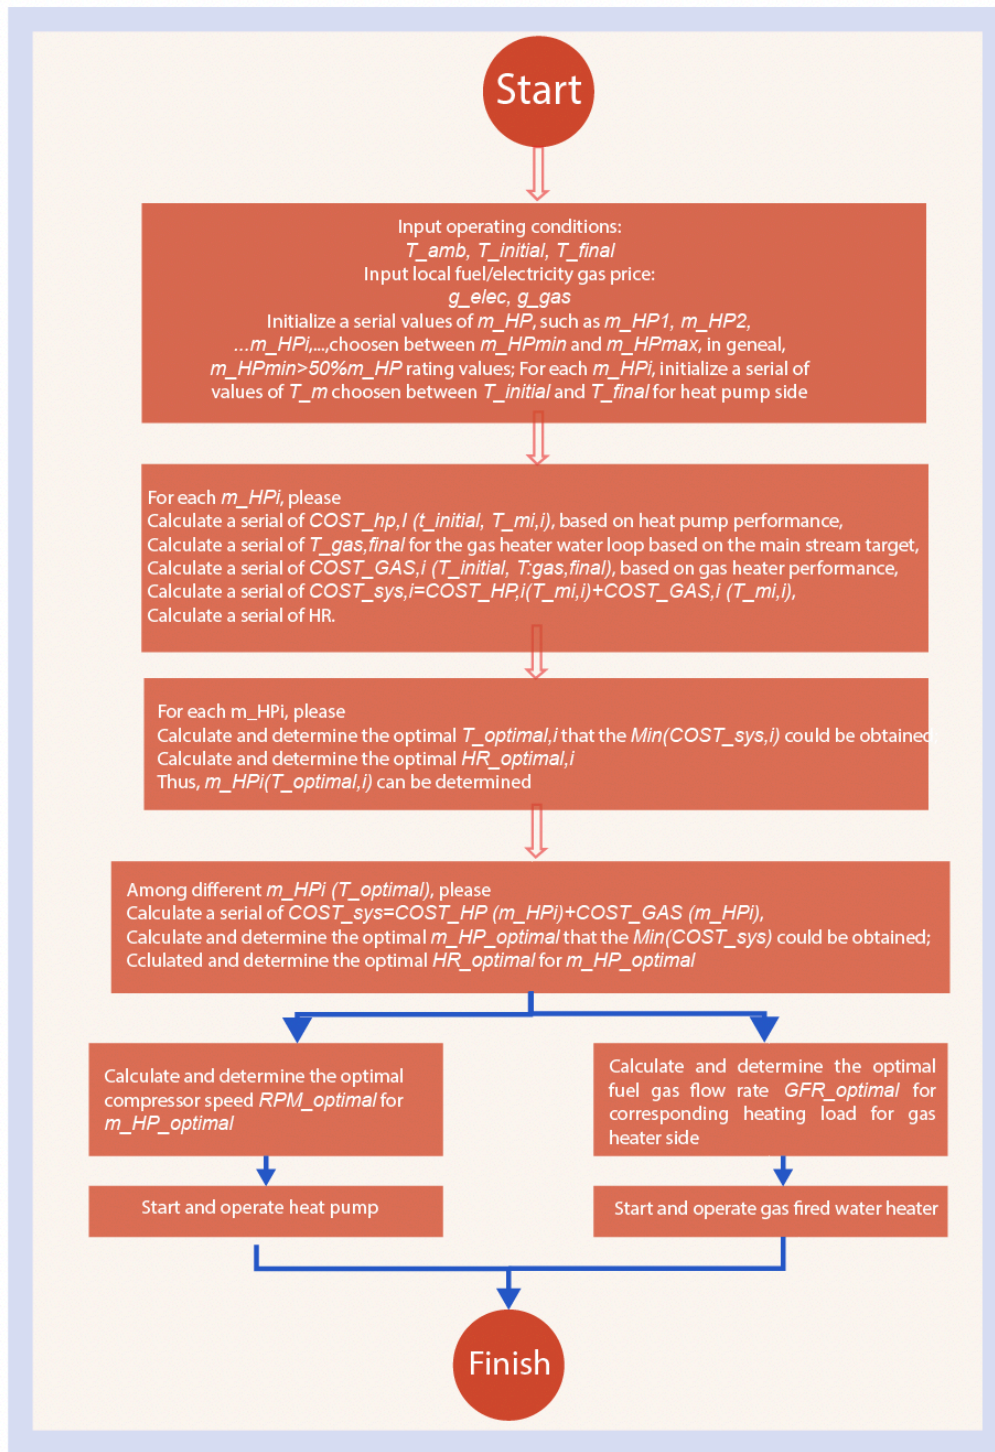 Start
Input operating conditions:
T_amb, T_initial, T_final
Input local fuel/electricity gas price:
g_elec, g_gas
Initialize a serial values of m_HP, such as m_HP1, m_HP2,
...m_HPi,...,choosen between m_HPmin and m_HPmax, in geneal,
m_HPmin>50%m_HP rating values; For each m_HPi, initialize a serial of
values of T_m choosen between T_initial and T_final for heat pump side
For each m_HPi, please
Calculate a serial of COST_hp,I (t_initial, T_mi,i), based on heat pump performance,
Calculate a serial of T_gas,final for the gas heater water loop based on the main stream target,
Calculate a serial of COST_GAS,i (T_initial, T:gas,final), based on gas heater performance,
Calculate a serial of COST_sys,i=COST_HP,i(T_mi,i)+COST_GAS,i (T_mi,i),
Calculate a serial of HR.
For each m_HPi, please
Calculate and determine the optimal T_optimal,i that the Min(COST_sys,i) could be obtained;
Calculate and determine the optimal HR_optimal,i
Thus, m_HPi(T_optimal,i) can be determined
Among different m_HPi (T_optimal), please
Calculate a serial of COST_sys=COST_HP (m_HPi)+COST_GAS (m_HPi),
Calculate and determine the optimal m_HP_optimal that the Min(COST_sys) could be obtained;
Cclulated and determine the optimal HR_optimal for m_HP_optimal
Calculate and determine the optimal
compressor speed RPM_optimal for
m_HP_optimal
Calculate and determine the optimal
fuel gas flow rate GFR_optimal for
corresponding heating load for gas
heater side
Start and operate heat pump
Start and operate gas fired water heater
Finish